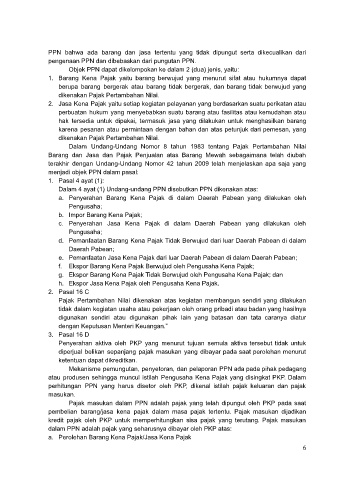 PPN bahwa ada barang dan jasa tertentu yang tidak dipungut serta dikecualikan dari
pengenaan PPN dan dibebaskan dari pungutan PPN.
Objek PPN dapat dikelompokan ke dalam 2 (dua) jenis, yaitu:
1. Barang Kena Pajak yaitu barang berwujud yang menurut sifat atau hukumnya dapat
berupa barang bergerak atau barang tidak bergerak, dan barang tidak berwujud yang
dikenakan Pajak Pertambahan Nilai.
2. Jasa Kena Pajak yaitu setiap kegiatan pelayanan yang berdasarkan suatu perikatan atau
perbuatan hukum yang menyebabkan suatu barang atau fasilitas atau kemudahan atau
hak tersedia untuk dipakai, termasuk jasa yang dilakukan untuk menghasilkan barang
karena pesanan atau permintaan dengan bahan dan atas petunjuk dari pemesan, yang
dikenakan Pajak Pertambahan Nilai.
Dalam Undang-Undang Nomor 8 tahun 1983 tentang Pajak Pertambahan Nilai
Barang dan Jasa dan Pajak Penjualan atas Barang Mewah sebagaimana telah diubah
terakhir dengan Undang-Undang Nomor 42 tahun 2009 telah menjelaskan apa saja yang
menjadi objek PPN dalam pasal:
1. Pasal 4 ayat (1):
Dalam 4 ayat (1) Undang-undang PPN disebutkan PPN dikenakan atas:
a. Penyerahan Barang Kena Pajak di dalam Daerah Pabean yang dilakukan oleh
Pengusaha;
b. Impor Barang Kena Pajak;
c. Penyerahan Jasa Kena Pajak di dalam Daerah Pabean yang dilakukan oleh
Pengusaha;
d. Pemanfaatan Barang Kena Pajak Tidak Berwujud dari luar Daerah Pabean di dalam
Daerah Pabean;
e. Pemanfaatan Jasa Kena Pajak dari luar Daerah Pabean di dalam Daerah Pabean;
f. Ekspor Barang Kena Pajak Berwujud oleh Pengusaha Kena Pajak;
g. Ekspor Barang Kena Pajak Tidak Berwujud oleh Pengusaha Kena Pajak; dan
h. Ekspor Jasa Kena Pajak oleh Pengusaha Kena Pajak.
2. Pasal 16 C
Pajak Pertambahan Nilai dikenakan atas kegiatan membangun sendiri yang dilakukan
tidak dalam kegiatan usaha atau pekerjaan oleh orang pribadi atau badan yang hasilnya
digunakan sendiri atau digunakan pihak lain yang batasan dan tata caranya diatur
dengan Keputusan Menteri Keuangan."
3. Pasal 16 D
Penyerahan aktiva oleh PKP yang menurut tujuan semula aktiva tersebut tidak untuk
diperjual belikan sepanjang pajak masukan yang dibayar pada saat perolehan menurut
ketentuan dapat dikreditkan.
Mekanisme pemungutan, penyetoran, dan pelaporan PPN ada pada pihak pedagang
atau produsen sehingga muncul istilah Pengusaha Kena Pajak yang disingkat PKP. Dalam
perhitungan PPN yang harus disetor oleh PKP, dikenal istilah pajak keluaran dan pajak
masukan.
Pajak masukan dalam PPN adalah pajak yang telah dipungut oleh PKP pada saat
pembelian barang/jasa kena pajak dalam masa pajak tertentu. Pajak masukan dijadikan
kredit pajak oleh PKP untuk memperhitungkan sisa pajak yang terutang. Pajak masukan
dalam PPN adalah pajak yang seharusnya dibayar oleh PKP atas:
a. Perolehan Barang Kena Pajak/Jasa Kena Pajak
6